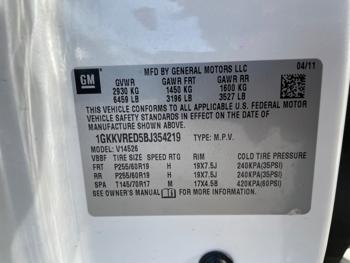 GM
MFD BY GENERAL MOTORS LLC
04/11
GVWR GAWR FRT GAWR RR
2930 KG 1450 KG 1600 KG
6459 LB 3196 LB 3527 LB
THIS VEHICLE CONFORMS TO ALL APPLICABLE U.S. FEDERAL MOTOR
VEHICLE SAFETY STANDARDS IN EFFECT ON THE DATE OF
MANUFACTURE SHOWN ABOVE.
1GKKVRED5BJ354219 TYPE: M.P.V.
MODEL: V14526
VBBF TIRE SIZE SPEED RTG RIM COLD TIRE PRESSURE
FRT P255/60R19 H 19X7.5J 240KPA(35PSI)
RR P255/60R19 H 19X7.5J 240KPA(35PSI)
SPA T145/70R17 M 17X4.5B 420KPA(60PSI)
SEE OWNER'S MANUAL FOR MORE INFORMATION.